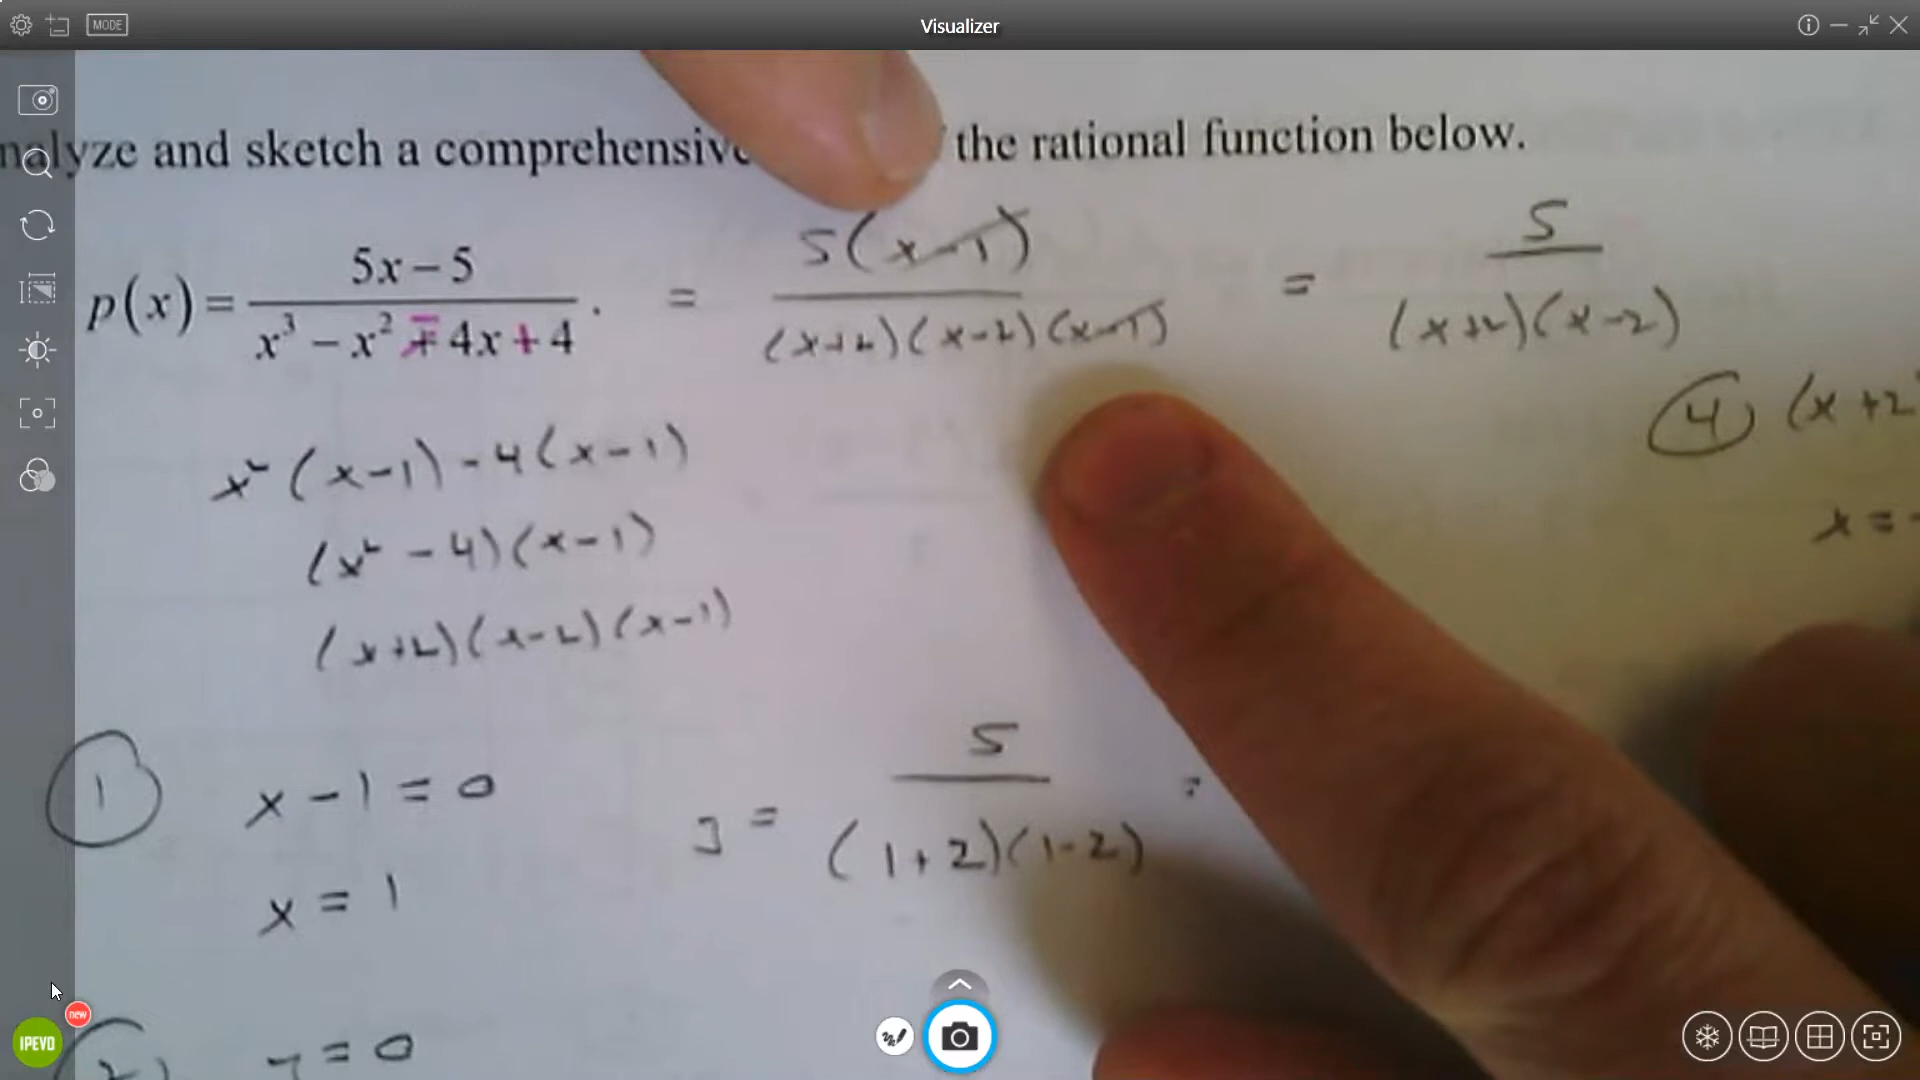 MODE
Visualizer
nalyze and sketch a comprehensive the rational function below.
p(x) = (5x - 5)/(x³ - x² - 4x + 4). = 5(x-1)/((x+2)(x-2)(x-1)) = 5/((x+2)(x-2))
x²(x-1) - 4(x-1)
4 (x+2
(x² - 4)(x-1)
x = -
(x+2)(x-2)(x-1)
1 x - 1 = 0
y = 5/((1+2)(1-2)) =
x = 1
2 y = 0
new
IPEVO